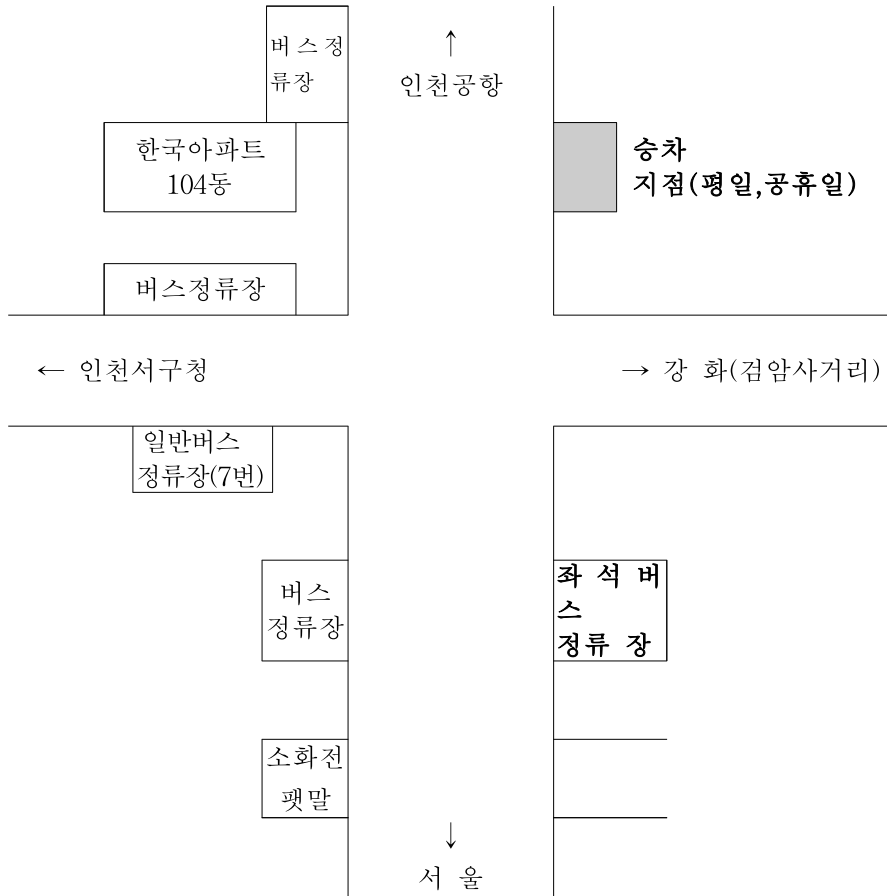 버스정
류장
↑
인천공항
한국아파트
104동
승차
지점(평일,공휴일)
버스정류장
← 인천서구청
→ 강 화(검암사거리)
일반버스
정류장(7번)
버스
정류장
좌 석 버
스
정류 장
소화전
팻말
↓
서 울